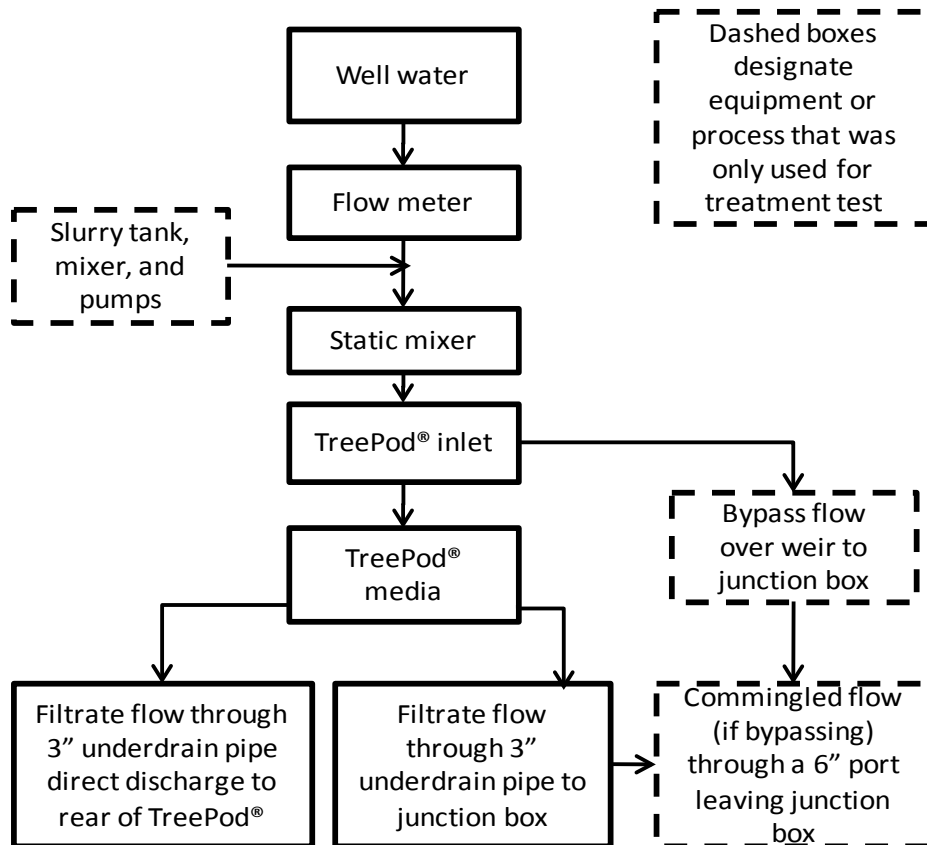 Well water
Dashed boxes
designate
equipment or
process that was
only used for
treatment test
Flow meter
Slurry tank,
mixer, and
pumps
Static mixer
TreePod® inlet
Bypass flow
over weir to
junction box
TreePod®
media
Filtrate flow through
3” underdrain pipe
direct discharge to
rear of TreePod®
Filtrate flow
through 3”
underdrain pipe to
junction box
Commingled flow
(if bypassing)
through a 6” port
leaving junction
box